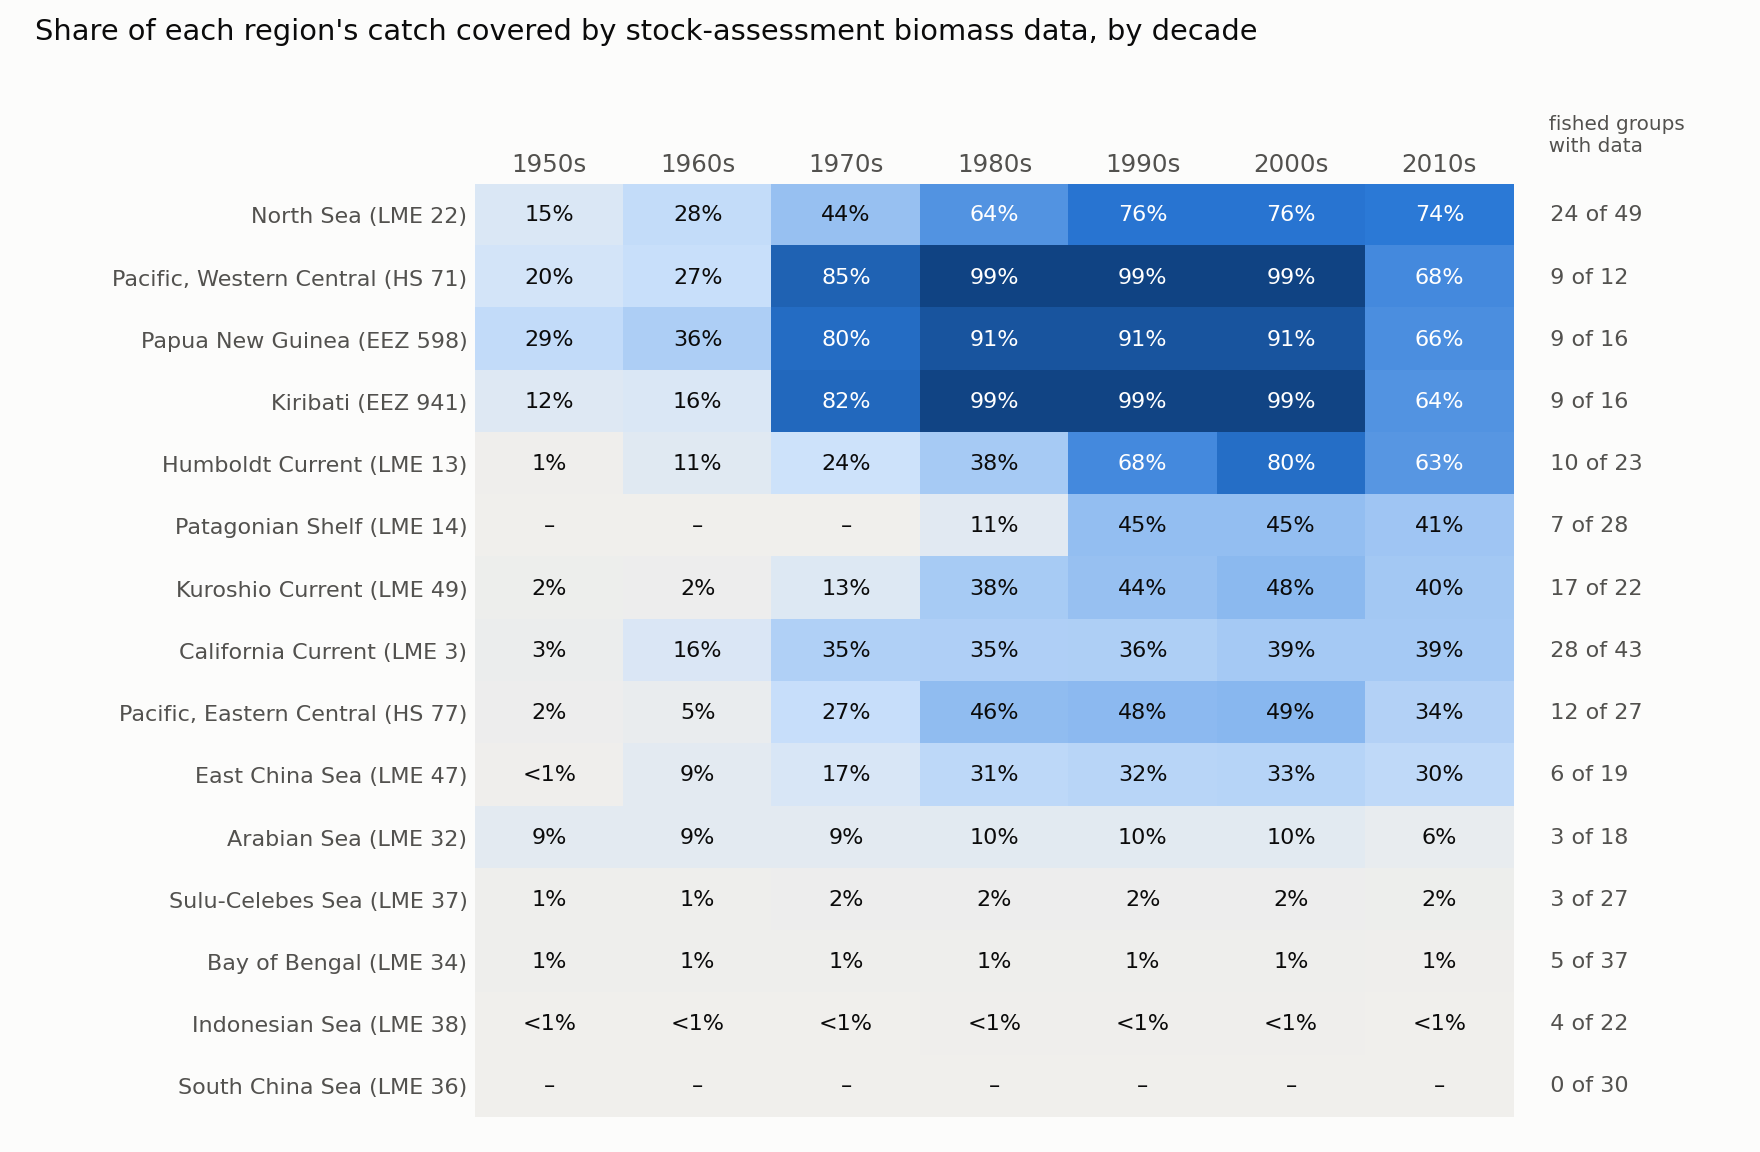 Share of each region's catch covered by stock-assessment biomass data, by decade
fished groups
with data
1950s 1960s 1970s 1980s 1990s 2000s 2010s
North Sea (LME 22) 15% 28% 44% 64% 76% 76% 74% 24 of 49
Pacific, Western Central (HS 71) 20% 27% 85% 99% 99% 99% 68% 9 of 12
Papua New Guinea (EEZ 598) 29% 36% 80% 91% 91% 91% 66% 9 of 16
Kiribati (EEZ 941) 12% 16% 82% 99% 99% 99% 64% 9 of 16
Humboldt Current (LME 13) 1% 11% 24% 38% 68% 80% 63% 10 of 23
Patagonian Shelf (LME 14) – – – 11% 45% 45% 41% 7 of 28
Kuroshio Current (LME 49) 2% 2% 13% 38% 44% 48% 40% 17 of 22
California Current (LME 3) 3% 16% 35% 35% 36% 39% 39% 28 of 43
Pacific, Eastern Central (HS 77) 2% 5% 27% 46% 48% 49% 34% 12 of 27
East China Sea (LME 47) <1% 9% 17% 31% 32% 33% 30% 6 of 19
Arabian Sea (LME 32) 9% 9% 9% 10% 10% 10% 6% 3 of 18
Sulu-Celebes Sea (LME 37) 1% 1% 2% 2% 2% 2% 2% 3 of 27
Bay of Bengal (LME 34) 1% 1% 1% 1% 1% 1% 1% 5 of 37
Indonesian Sea (LME 38) <1% <1% <1% <1% <1% <1% <1% 4 of 22
South China Sea (LME 36) – – – – – – – 0 of 30